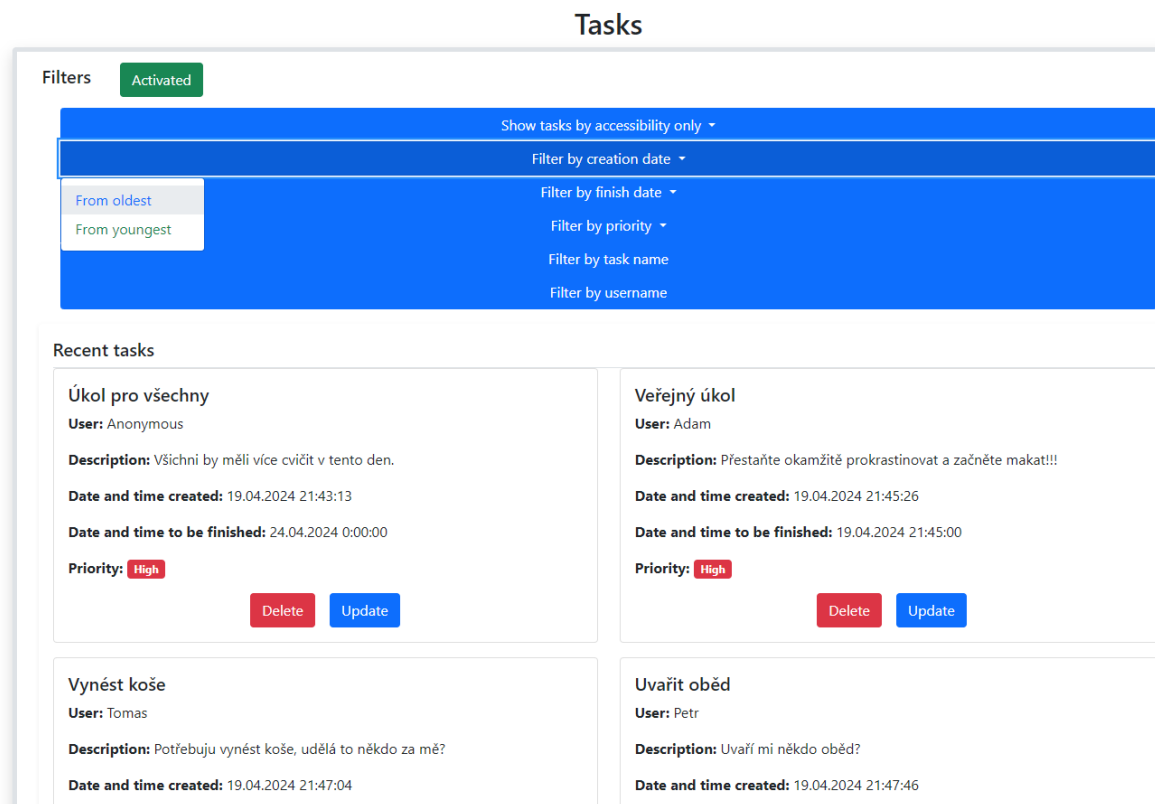 Tasks
Filters
Activated
Show tasks by accessibility only
Filter by creation date
From oldest
From youngest
Filter by finish date
Filter by priority
Filter by task name
Filter by username
Recent tasks
Úkol pro všechny
User: Anonymous
Description: Všichni by měli více cvičit v tento den.
Date and time created: 19.04.2024 21:43:13
Date and time to be finished: 24.04.2024 0:00:00
Priority: High
Delete Update
Veřejný úkol
User: Adam
Description: Přestaňte okamžitě prokrastinovat a začněte makat!!!
Date and time created: 19.04.2024 21:45:26
Date and time to be finished: 19.04.2024 21:45:00
Priority: High
Delete Update
Vynést koše
User: Tomas
Description: Potřebuju vynést koše, udělá to někdo za mě?
Date and time created: 19.04.2024 21:47:04
Uvařit oběd
User: Petr
Description: Uvaří mi někdo oběd?
Date and time created: 19.04.2024 21:47:46